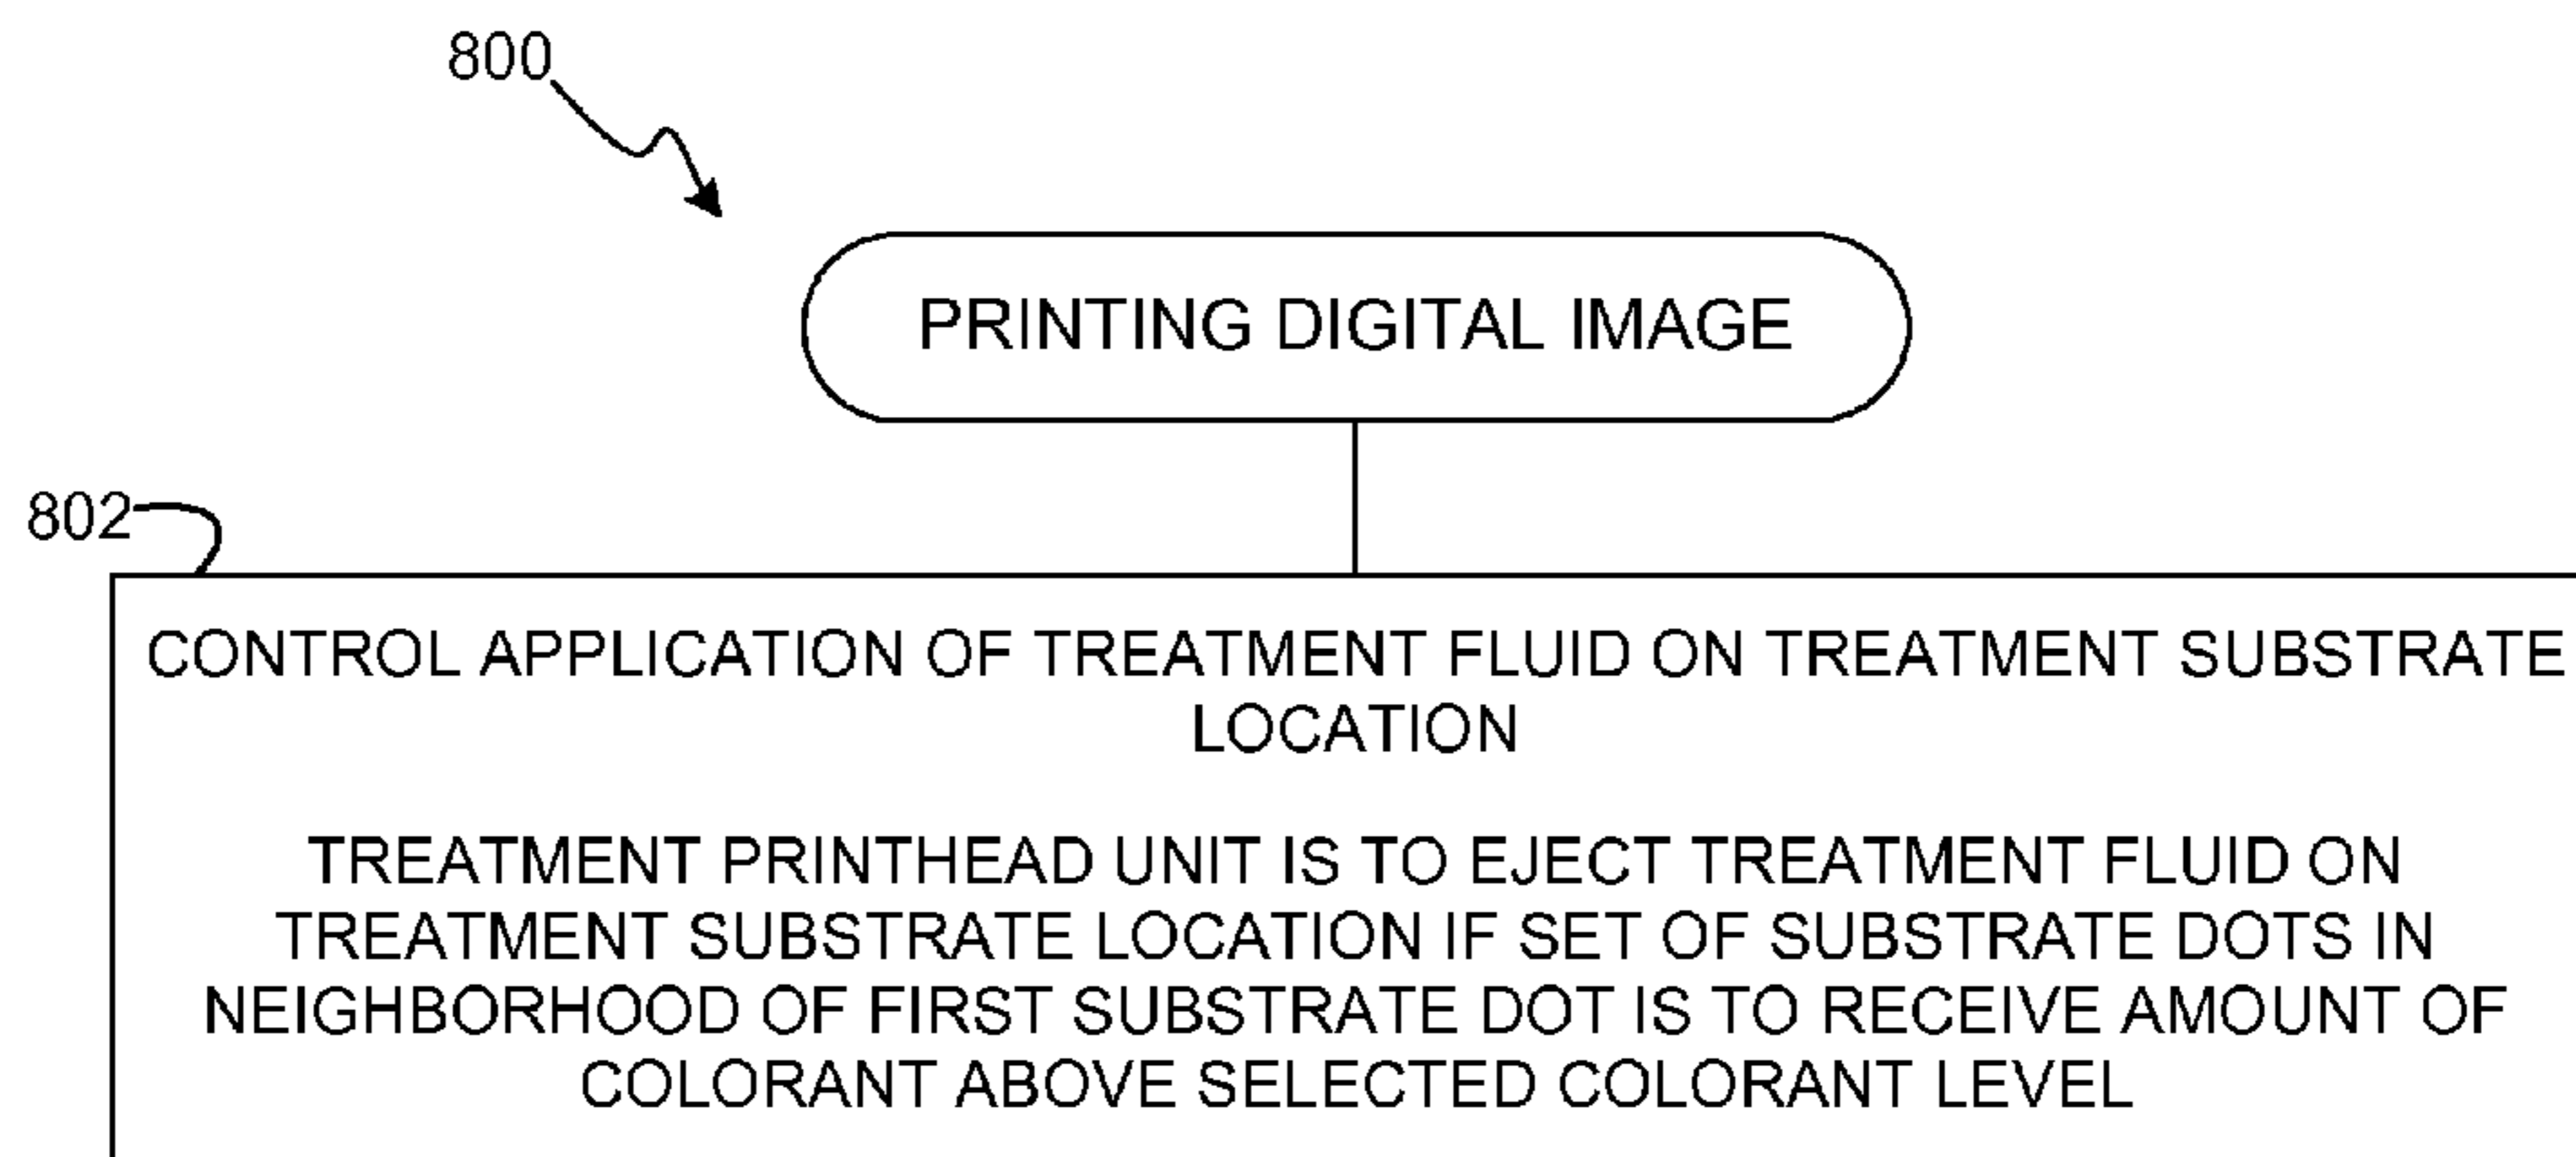 800
PRINTING DIGITAL IMAGE
802
CONTROL APPLICATION OF TREATMENT FLUID ON TREATMENT SUBSTRATE
LOCATION
TREATMENT PRINTHEAD UNIT IS TO EJECT TREATMENT FLUID ON
TREATMENT SUBSTRATE LOCATION IF SET OF SUBSTRATE DOTS IN
NEIGHBORHOOD OF FIRST SUBSTRATE DOT IS TO RECEIVE AMOUNT OF
COLORANT ABOVE SELECTED COLORANT LEVEL